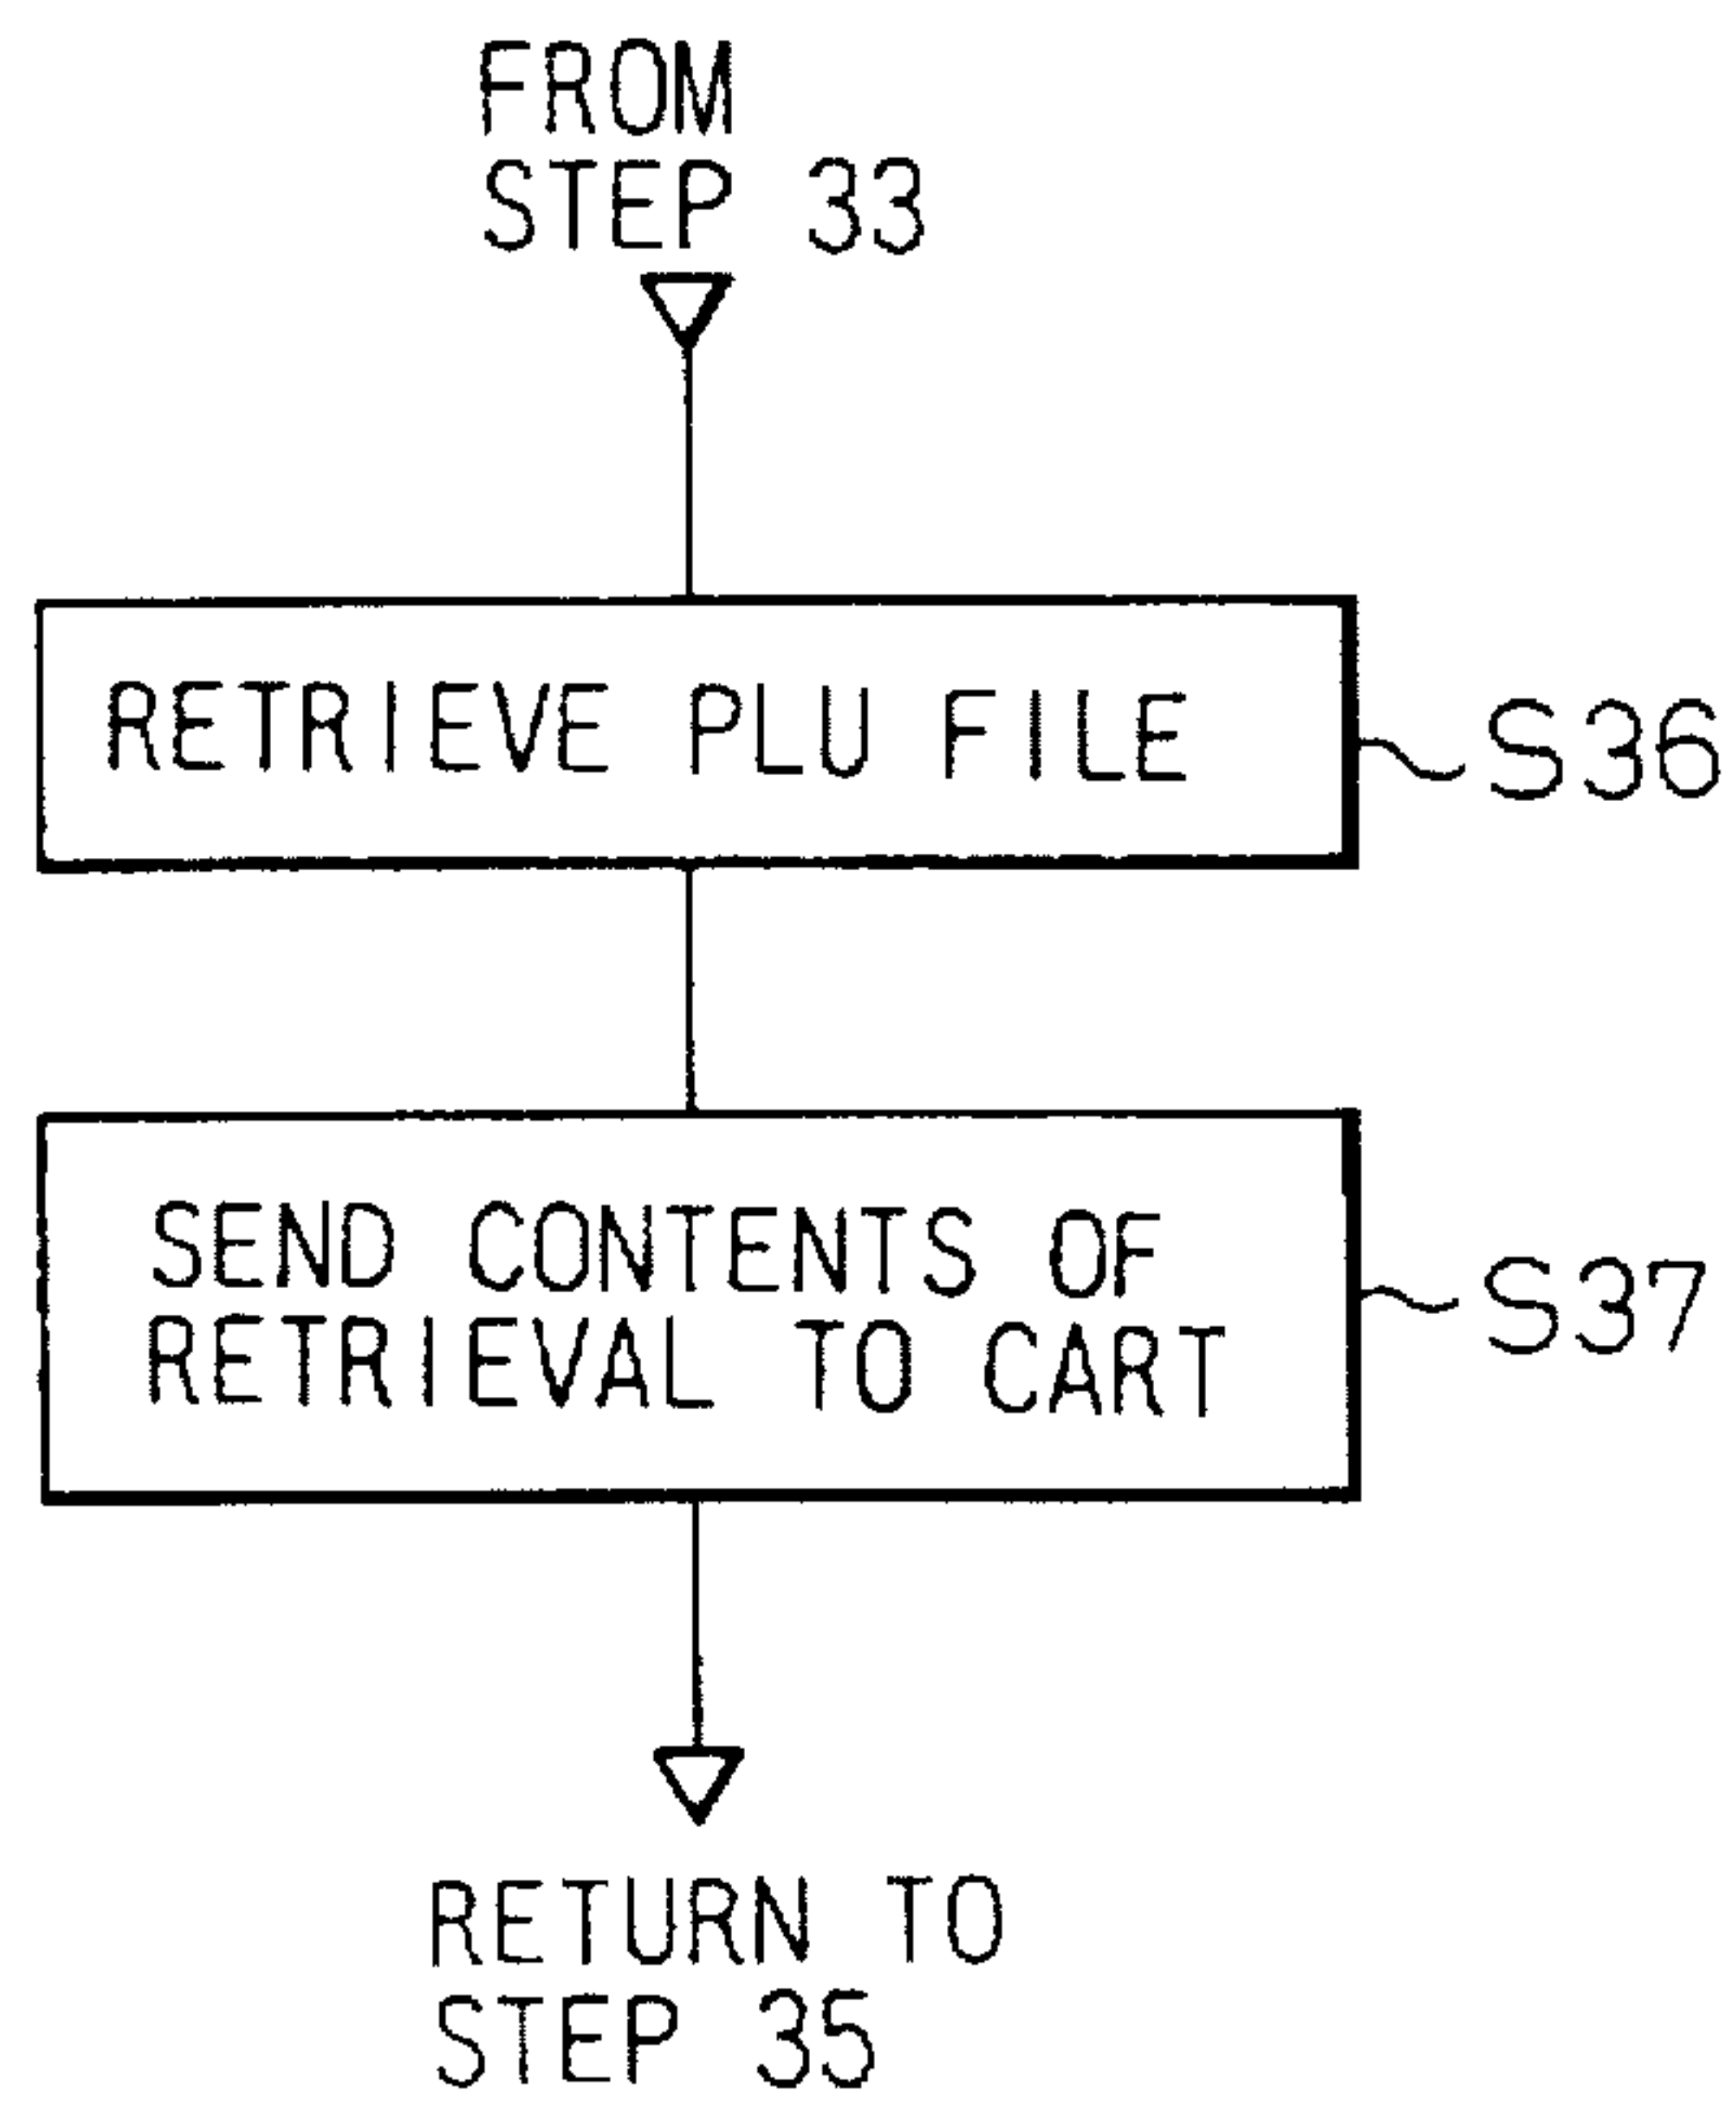 FROM
STEP 33
RETRIEVE PLU FILE
S36
SEND CONTENTS OF
RETRIEVAL TO CART
S37
RETURN TO
STEP 35